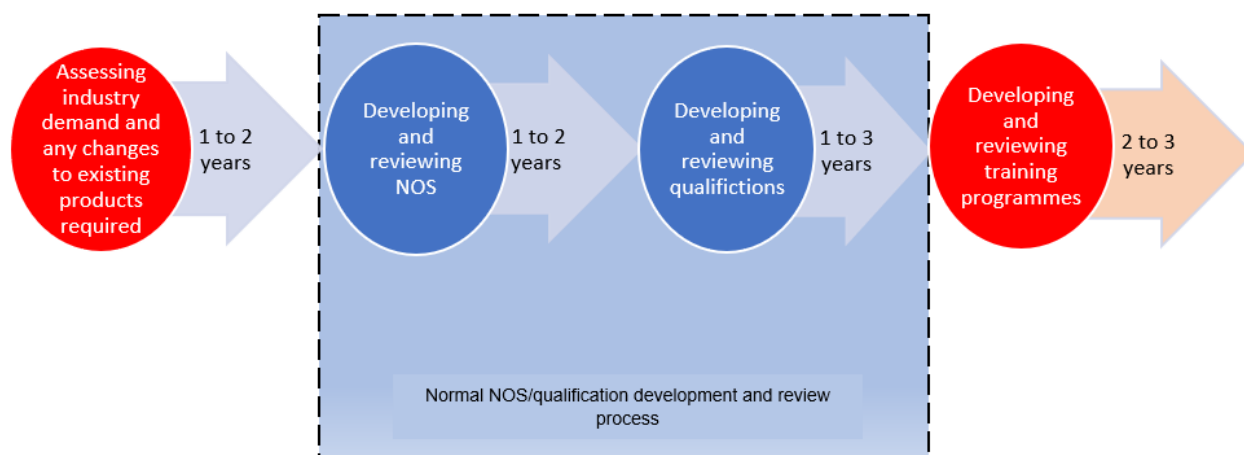 Assessing
industry
demand and
any changes
to existing
products
required
1 to 2
years
Developing
and
reviewing
NOS
1 to 2
years
Developing
and
reviewing
qualifictions
1 to 3
years
Developing
and
reviewing
training
programmes
2 to 3
years
Normal NOS/qualification development and review
process